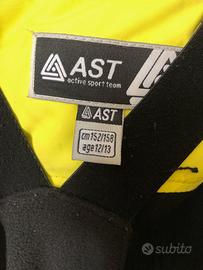 AST
active sport team
AST
cm 152/158
age 12/13
subito